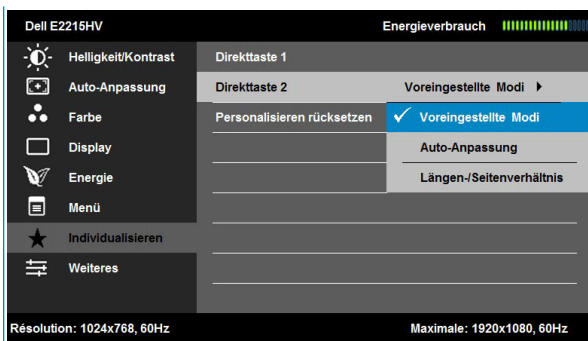 Dell E2215HV Energieverbrauch
Helligkeit/Kontrast Direkttaste 1
Auto-Anpassung Direkttaste 2 Voreingestellte Modi
Farbe Personalisieren rücksetzen Voreingestellte Modi
Display Auto-Anpassung
Energie Längen-/Seitenverhältnis
Menü
Individualisieren
Weiteres
Résolution: 1024x768, 60Hz Maximale: 1920x1080, 60Hz